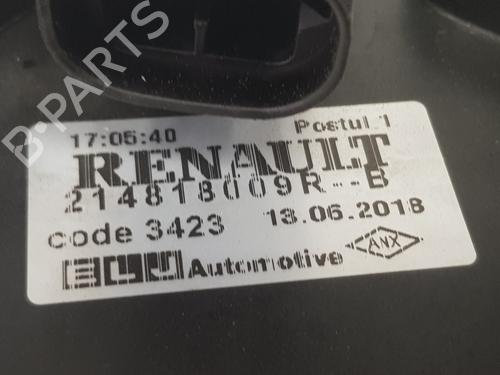 B-PARTS
17:05:40 Postul 1
RENAULT
214818009R--B
code 3423 13.06.2018
ANX
Automotive